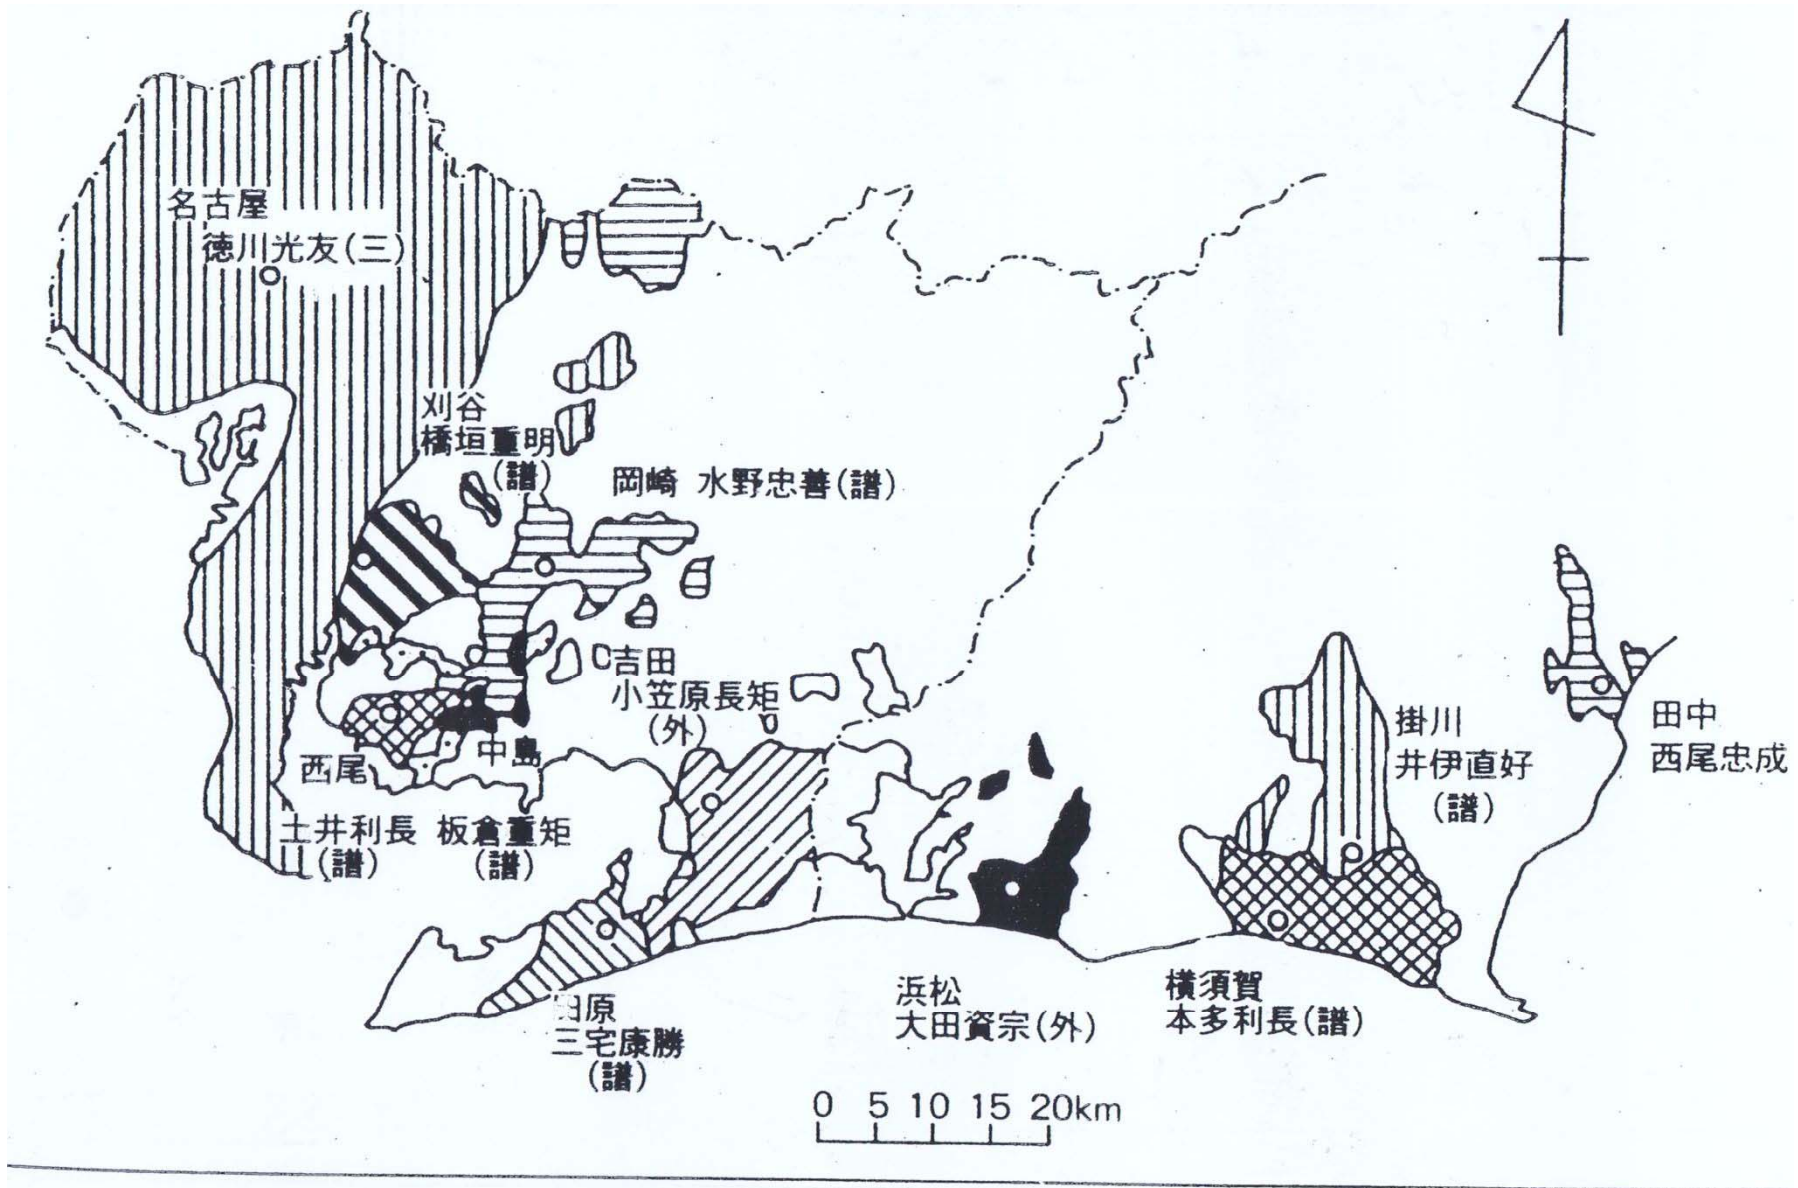 名古屋
徳川光友(三)
刈谷
橋垣重明
(譜)
岡崎 水野忠善(譜)
吉田
小笠原長矩
(外)
西尾
中島
土井利長 板倉重矩
(譜) (譜)
田原
三宅康勝
(譜)
浜松
大田資宗(外)
横須賀
本多利長(譜)
掛川
井伊直好
(譜)
田中
西尾忠成
0 5 10 15 20km